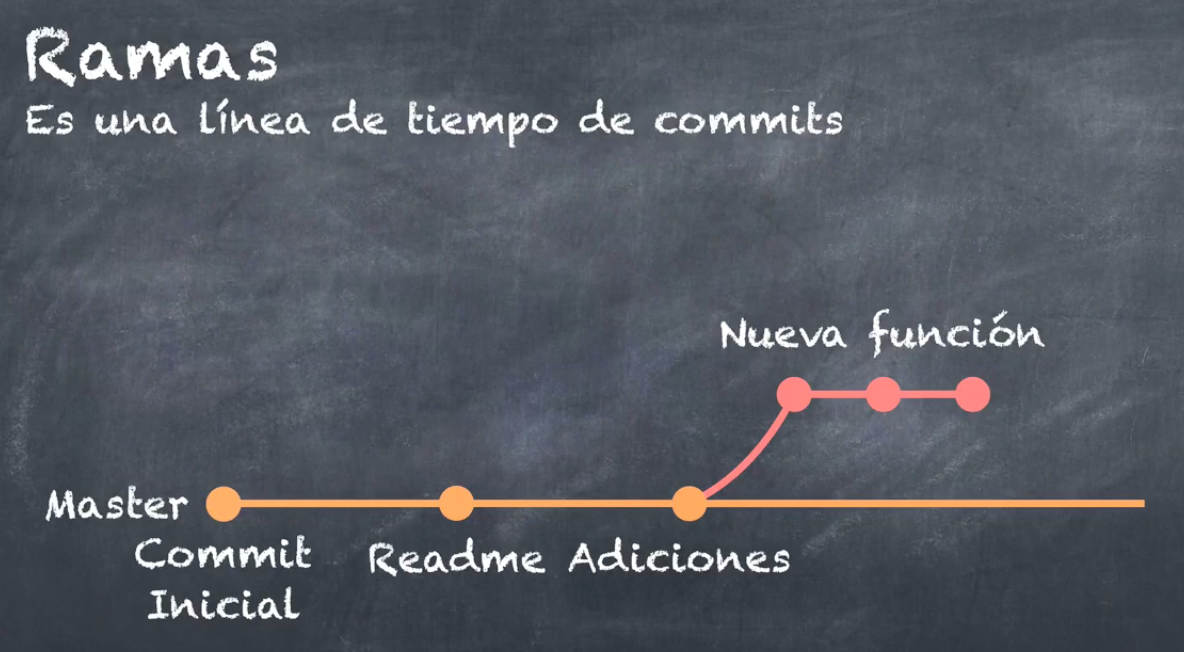 Ramas
Es una línea de tiempo de commits
Nueva función
Master
Commit
Inicial
Readme
Adiciones